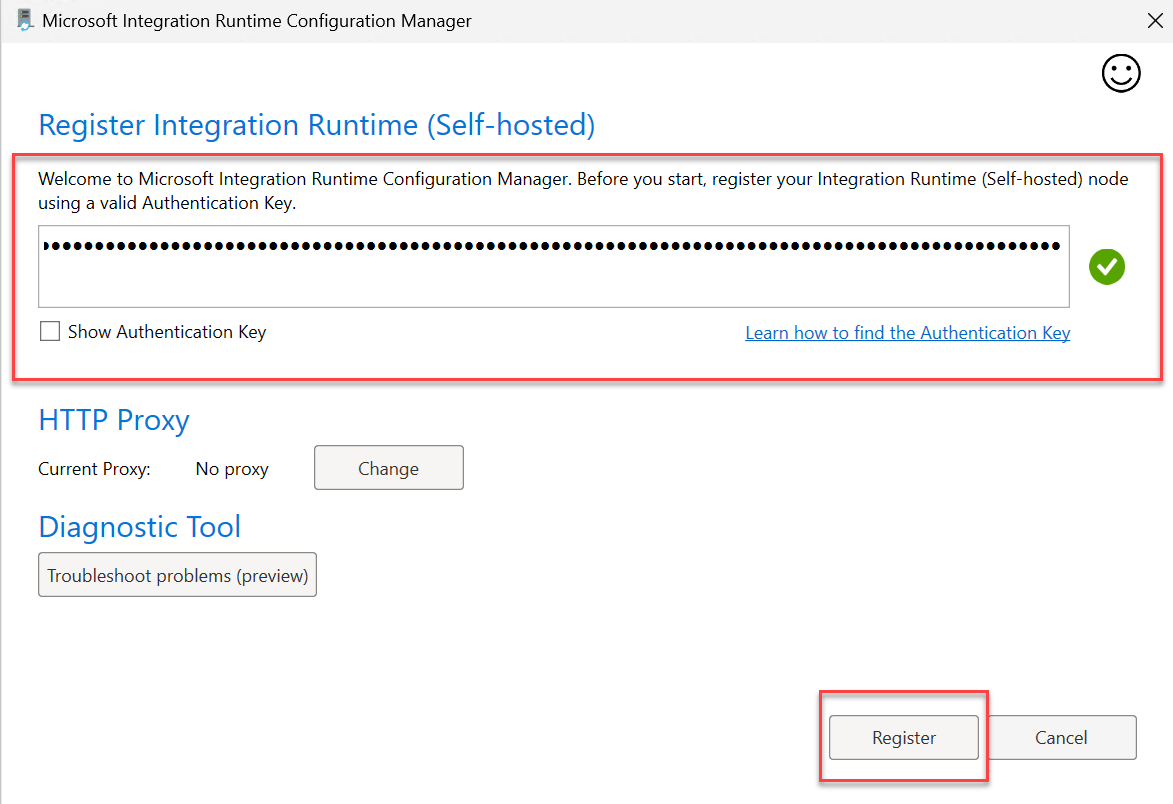 Microsoft Integration Runtime Configuration Manager
Register Integration Runtime (Self-hosted)
Welcome to Microsoft Integration Runtime Configuration Manager. Before you start, register your Integration Runtime (Self-hosted) node
using a valid Authentication Key.
Show Authentication Key
Learn how to find the Authentication Key
HTTP Proxy
Current Proxy: No proxy Change
Diagnostic Tool
Troubleshoot problems (preview)
Register Cancel